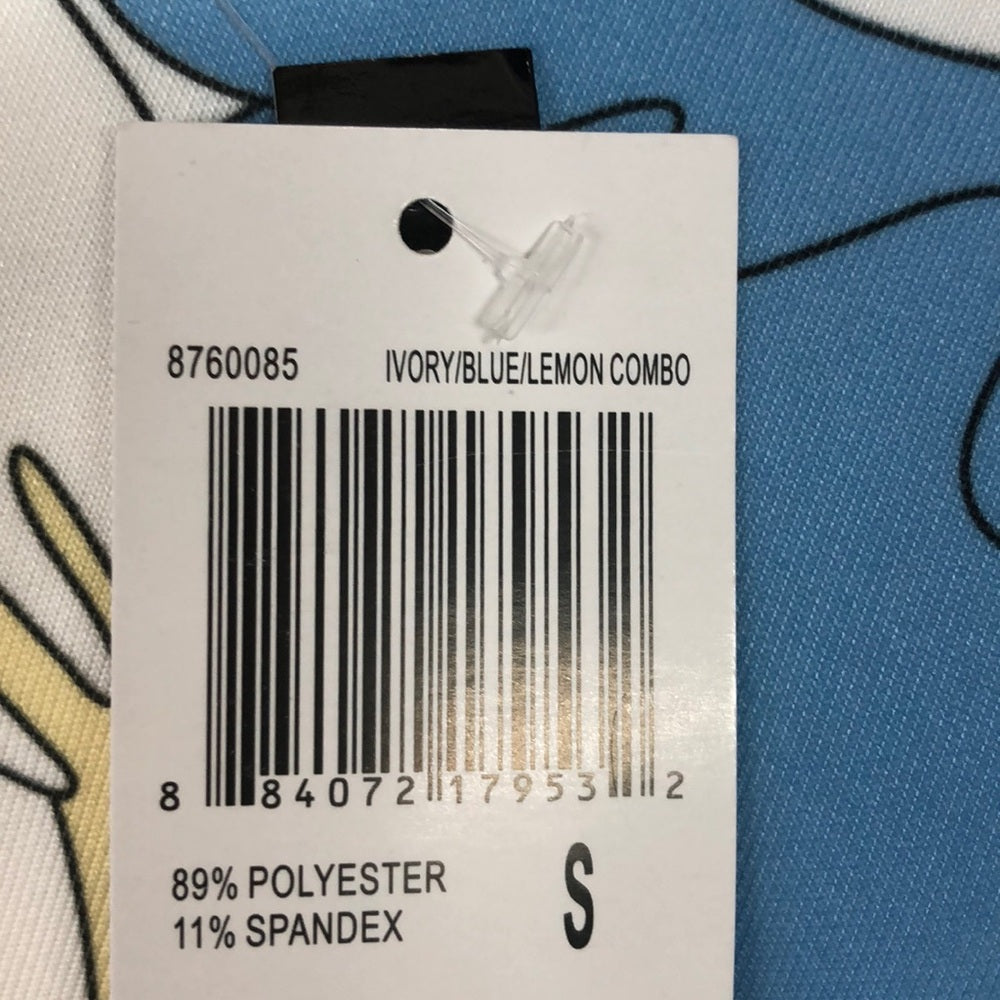 8760085 IVORY/BLUE/LEMON COMBO
8 84072 17953 2
89% POLYESTER
11% SPANDEX
S